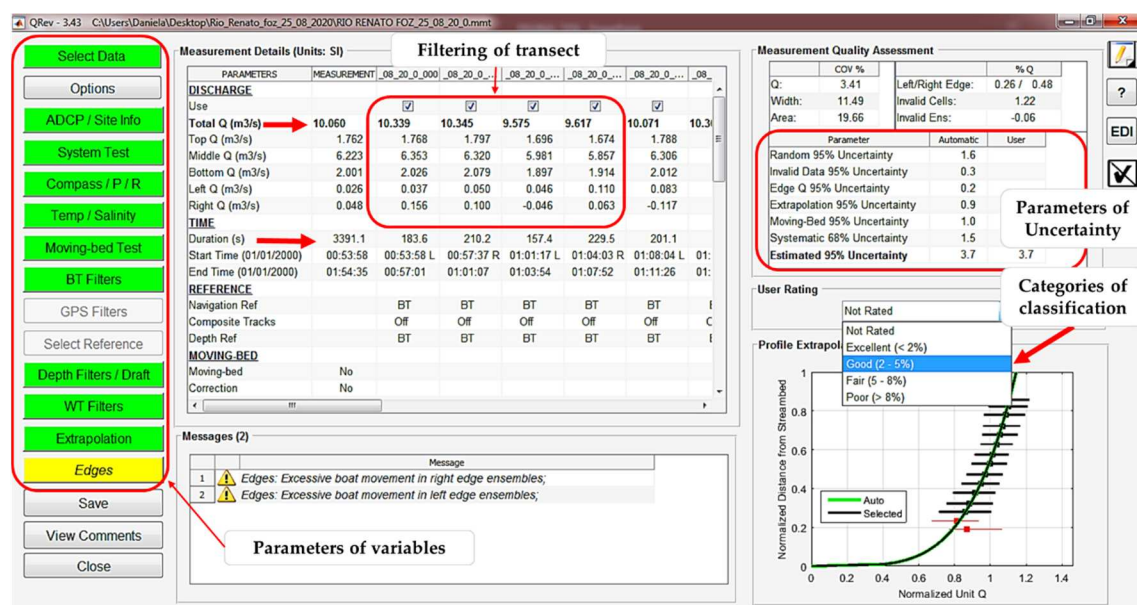 QRev - 3.43 C:\Users\Daniela\Desktop\Rio_Renato_foz_25_08_2020\RIO RENATO FOZ_25_08_20_0.mmt
Select Data
Options
ADCP / Site Info
System Test
Compass / P / R
Temp / Salinity
Moving-bed Test
BT Filters
GPS Filters
Select Reference
Depth Filters / Draft
WT Filters
Extrapolation
Edges
Save
View Comments
Close
Measurement Details (Units: SI)
Filtering of transect
PARAMETERS MEASUREMENT _08_20_0_000 _08_20_0_... _08_20_0_... _08_20_0_... _08_20_0_... _08_
DISCHARGE
Use
Total Q (m3/s) 10.060 10.339 10.345 9.575 9.617 10.071 10.30
Top Q (m3/s) 1.762 1.768 1.797 1.696 1.674 1.788
Middle Q (m3/s) 6.223 6.353 6.320 5.981 5.857 6.306
Bottom Q (m3/s) 2.001 2.026 2.079 1.897 1.914 2.012
Left Q (m3/s) 0.026 0.037 0.050 0.046 0.110 0.083
Right Q (m3/s) 0.048 0.156 0.100 -0.046 0.063 -0.117
TIME
Duration (s) 3391.1 183.6 210.2 157.4 229.5 201.1
Start Time (01/01/2000) 00:53:58 00:53:58 L 00:57:37 R 01:01:17 L 01:04:03 R 01:08:04 L 01:
End Time (01/01/2000) 01:54:35 00:57:01 01:01:07 01:03:54 01:07:52 01:11:26 01:
REFERENCE
Navigation Ref BT BT BT BT BT
Composite Tracks Off Off Off Off Off
Depth Ref BT BT BT BT BT
MOVING-BED
Moving-bed No
Correction No
Messages (2)
Message
1 Edges: Excessive boat movement in right edge ensembles;
2 Edges: Excessive boat movement in left edge ensembles;
Parameters of variables
Measurement Quality Assessment
COV % % Q
Q: 3.41 Left/Right Edge: 0.26 / 0.48
Width: 11.49 Invalid Cells: 1.22
Area: 19.66 Invalid Ens: -0.06
Parameter Automatic User
Random 95% Uncertainty 1.6
Invalid Data 95% Uncertainty 0.3
Edge Q 95% Uncertainty 0.2
Extrapolation 95% Uncertainty 0.9
Moving-Bed 95% Uncertainty 1.0
Systematic 68% Uncertainty 1.5
Estimated 95% Uncertainty 3.7 3.7
Parameters of
Uncertainty
?
EDI
User Rating
Not Rated
Not Rated
Excellent (< 2%)
Good (2 - 5%)
Fair (5 - 8%)
Poor (> 8%)
Categories of
classification
Profile Extrapol
Normalized Distance from Streambed
1
0.8
0.6
0.4
0.2
0
Auto
Selected
0 0.2 0.4 0.6 0.8 1 1.2 1.4
Normalized Unit Q